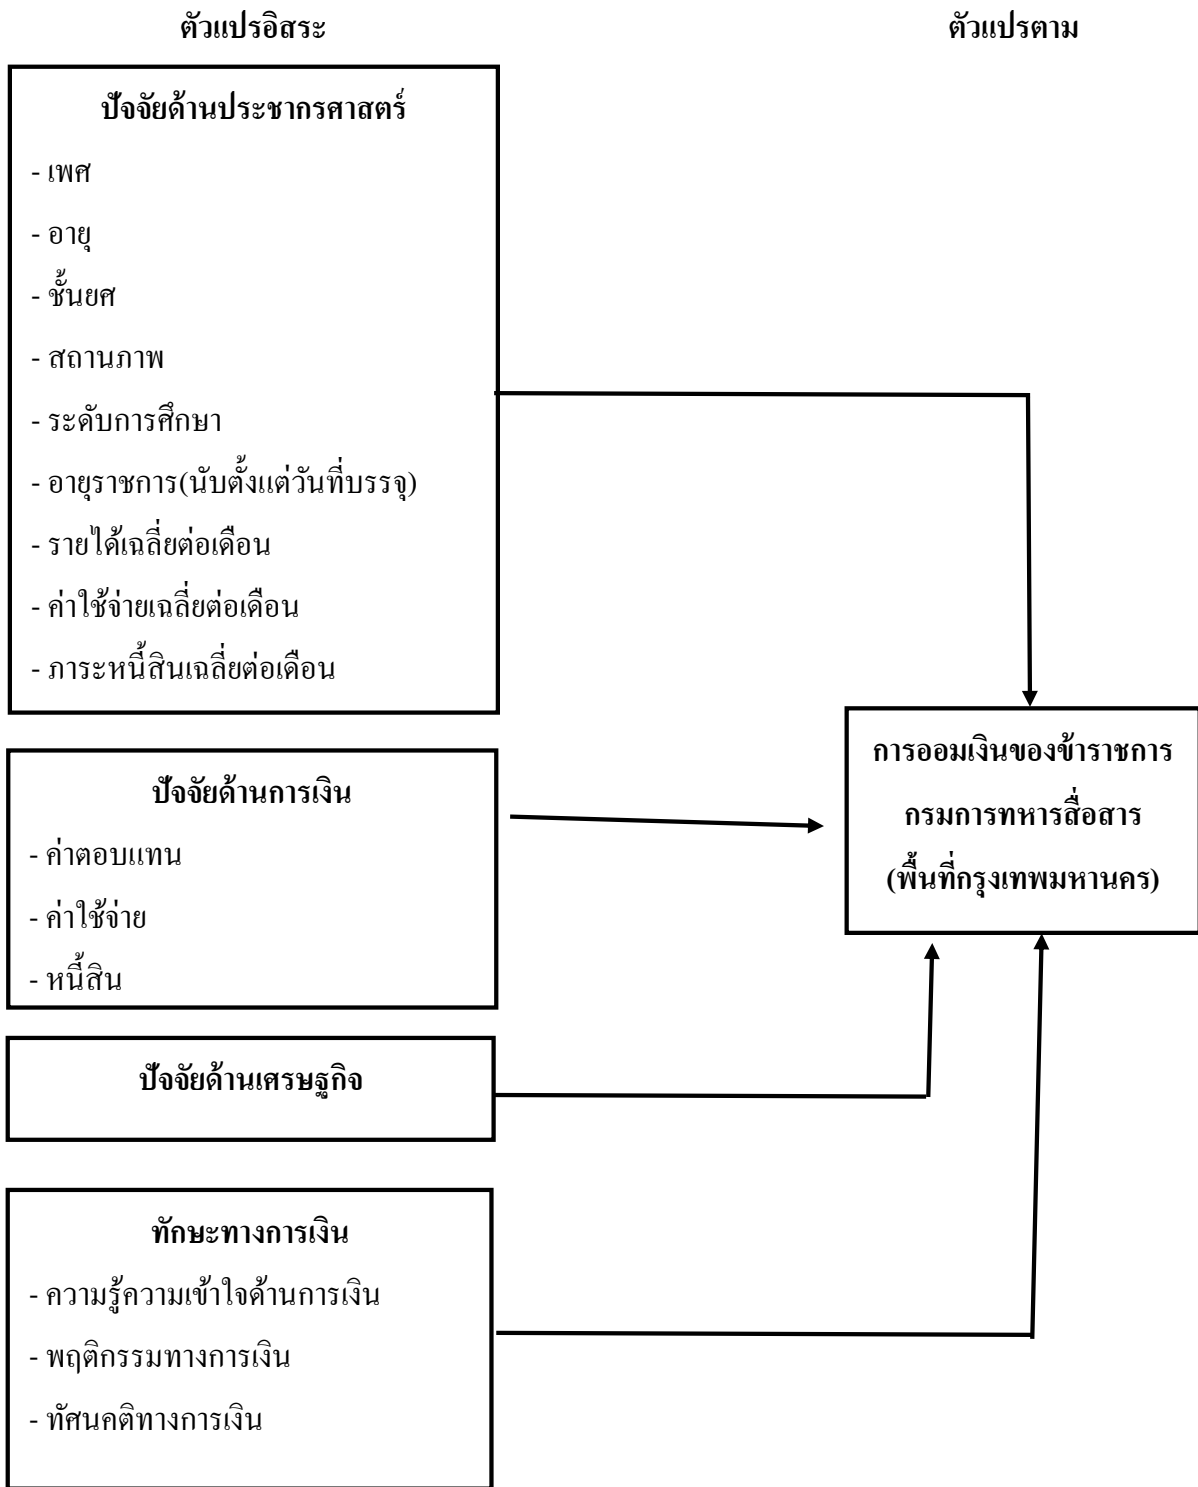 ตัวแปรอิสระ
ตัวแปรตาม
ปัจจัยด้านประชากรศาสตร์
- เพศ
- อายุ
- ชั้นยศ
- สถานภาพ
- ระดับการศึกษา
- อายุราชการ(นับตั้งแต่วันที่บรรจุ)
- รายได้เฉลี่ยต่อเดือน
- ค่าใช้จ่ายเฉลี่ยต่อเดือน
- ภาระหนี้สินเฉลี่ยต่อเดือน
ปัจจัยด้านการเงิน
- ค่าตอบแทน
- ค่าใช้จ่าย
- หนี้สิน
ปัจจัยด้านเศรษฐกิจ
ทักษะทางการเงิน
- ความรู้ความเข้าใจด้านการเงิน
- พฤติกรรมทางการเงิน
- ทัศนคติทางการเงิน
การออมเงินของข้าราชการ
กรมการทหารสื่อสาร
(พื้นที่กรุงเทพมหานคร)